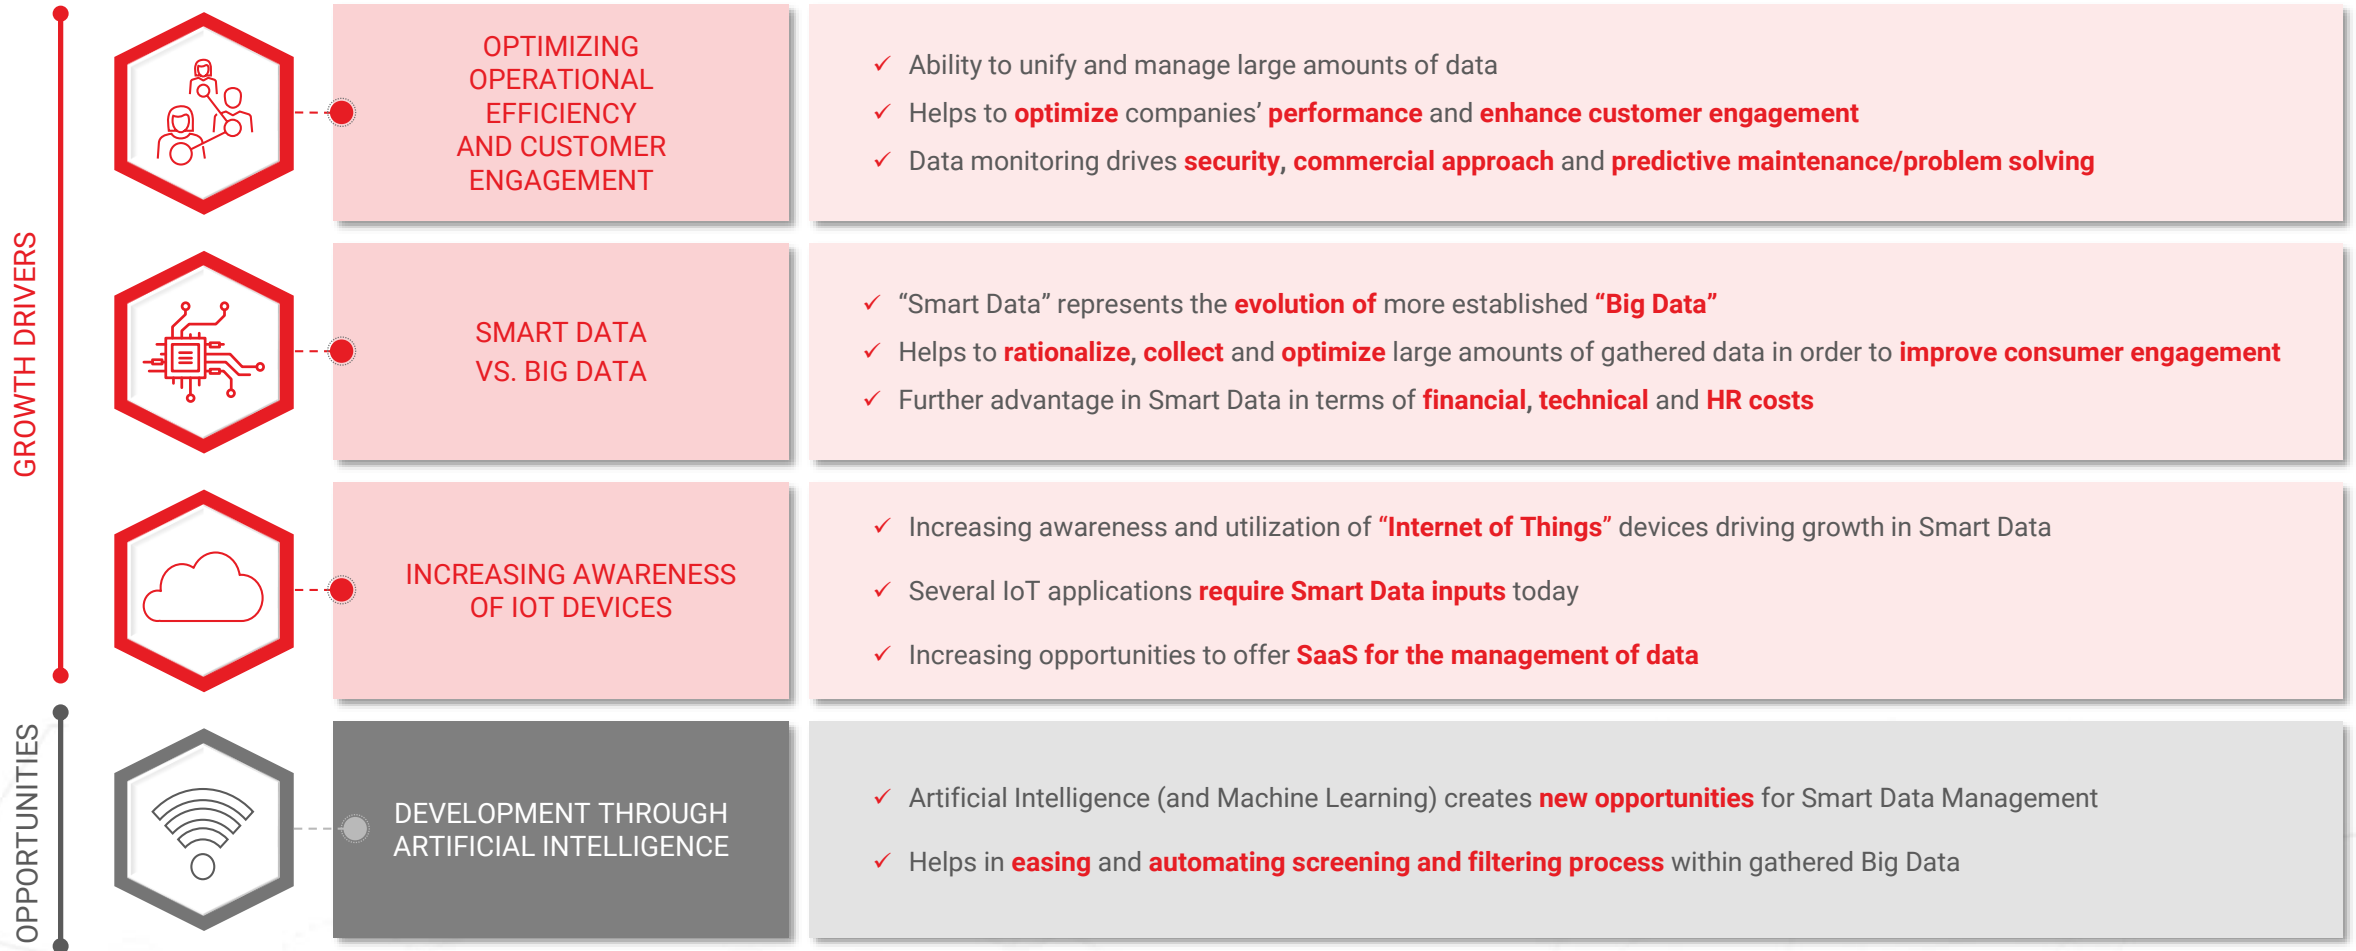 GROWTH DRIVERS
OPTIMIZING
OPERATIONAL
EFFICIENCY
AND CUSTOMER
ENGAGEMENT
✓ Ability to unify and manage large amounts of data
✓ Helps to optimize companies’ performance and enhance customer engagement
✓ Data monitoring drives security, commercial approach and predictive maintenance/problem solving
SMART DATA
VS. BIG DATA
✓ “Smart Data” represents the evolution of more established “Big Data”
✓ Helps to rationalize, collect and optimize large amounts of gathered data in order to improve consumer engagement
✓ Further advantage in Smart Data in terms of financial, technical and HR costs
INCREASING AWARENESS
OF IOT DEVICES
✓ Increasing awareness and utilization of “Internet of Things” devices driving growth in Smart Data
✓ Several IoT applications require Smart Data inputs today
✓ Increasing opportunities to offer SaaS for the management of data
OPPORTUNITIES
DEVELOPMENT THROUGH
ARTIFICIAL INTELLIGENCE
✓ Artificial Intelligence (and Machine Learning) creates new opportunities for Smart Data Management
✓ Helps in easing and automating screening and filtering process within gathered Big Data